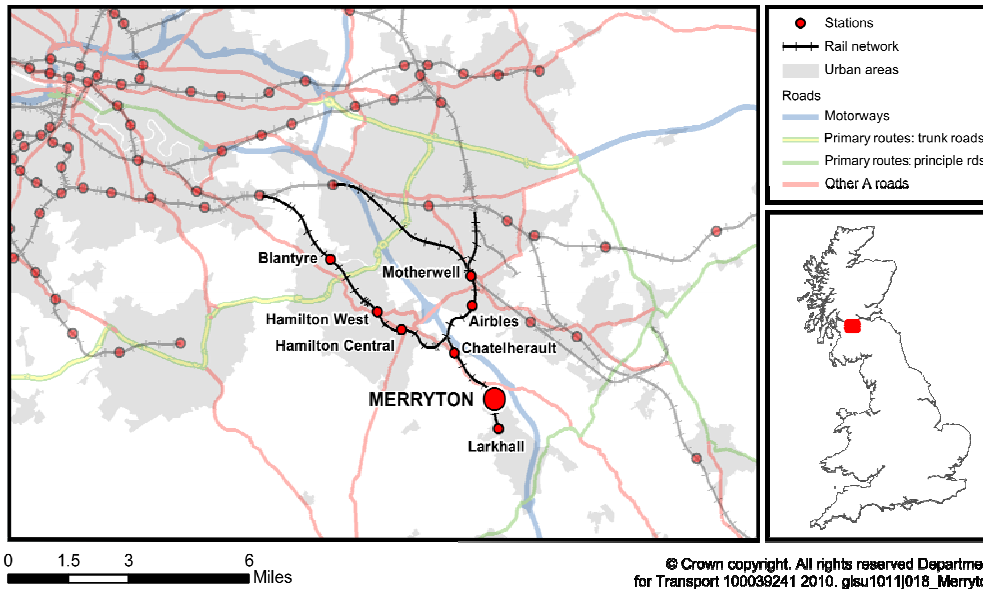 Stations
Rail network
Urban areas
Roads
Motorways
Primary routes: trunk roads
Primary routes: principle rds
Other A roads
Blantyre
Motherwell
Hamilton West
Airbles
Hamilton Central
Chatelherault
MERRYTON
Larkhall
0 1.5 3 6
Miles
© Crown copyright. All rights reserved Departme
for Transport 100039241 2010. glsu1011j018_Merryto